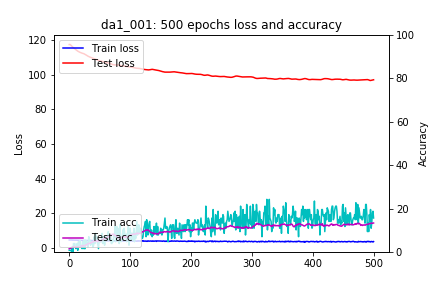 da1_001: 500 epochs loss and accuracy
120
100
80
60
40
20
0
Loss
Train loss
Test loss
Train acc
Test acc
100
80
60
40
20
0
Accuracy
0
100
200
300
400
500